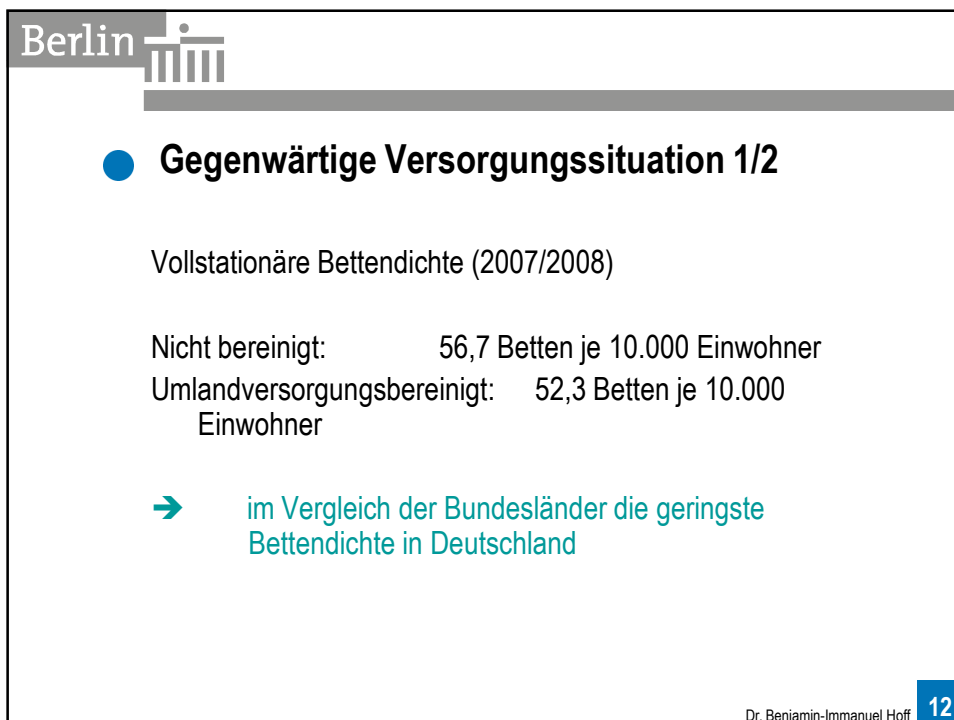 Berlin
Gegenwärtige Versorgungssituation 1/2
Vollstationäre Bettendichte (2007/2008)
Nicht bereinigt: 56,7 Betten je 10.000 Einwohner
Umlandversorgungsbereinigt: 52,3 Betten je 10.000
Einwohner
➔ im Vergleich der Bundesländer die geringste
Bettendichte in Deutschland
Dr. Benjamin-Immanuel Hoff 12